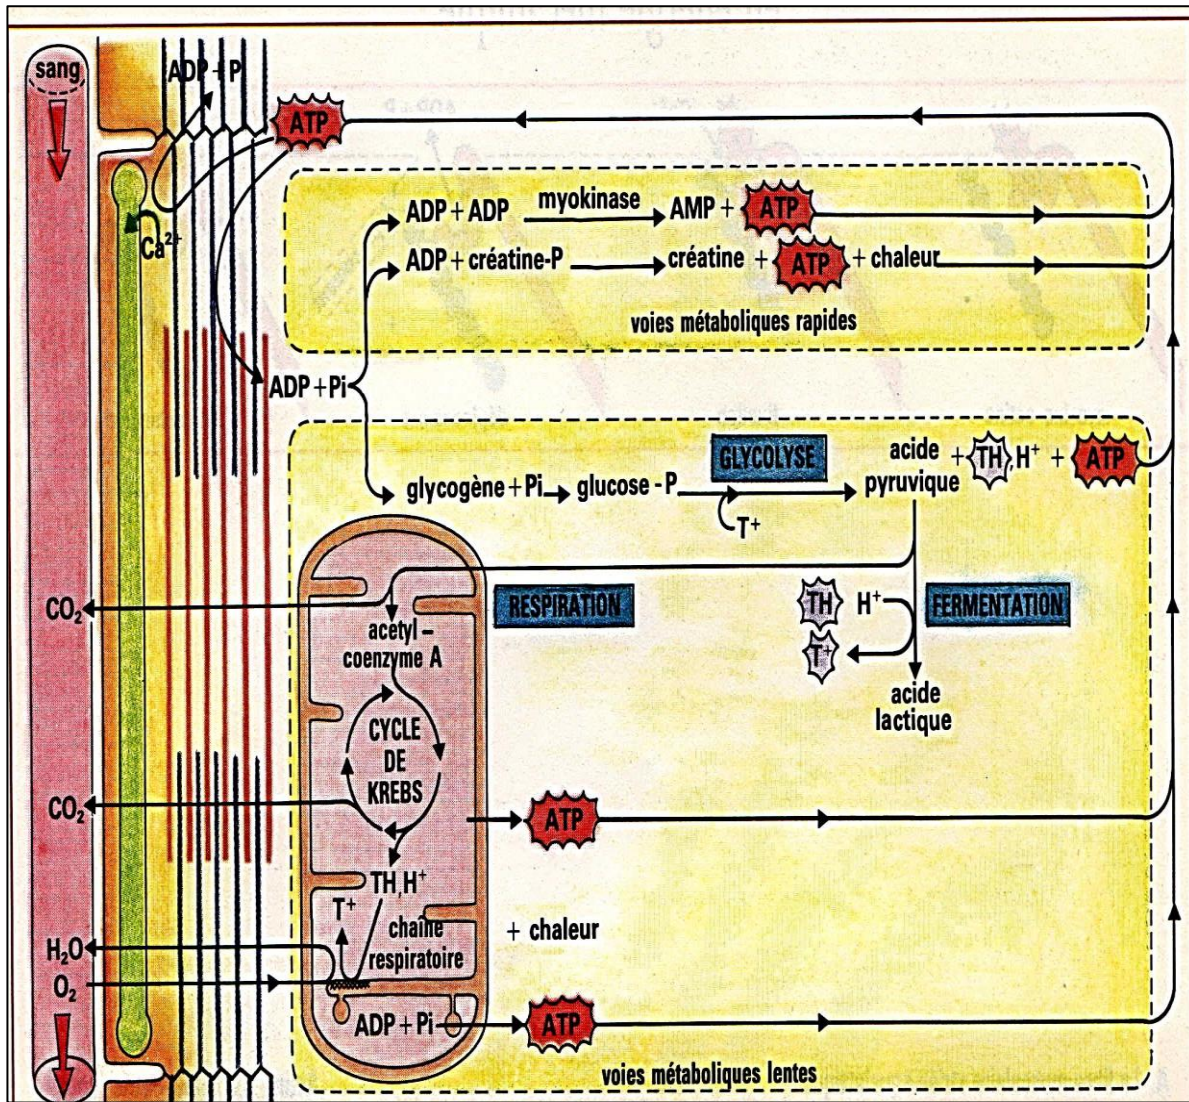 sang
ADP + P
ATP
Ca²⁺
ADP + ADP myokinase AMP + ATP
ADP + créatine-P créatine + ATP + chaleur
voies métaboliques rapides
ADP + Pi
GLYCOLYSE
glycogène + Pi glucose - P acide pyruvique + TH,H⁺ + ATP
T⁺
CO₂
RESPIRATION
TH H⁺ FERMENTATION
T⁺
acetyl –
coenzyme A
acide
lactique
CYCLE
DE
KREBS
CO₂
ATP
TH,H⁺
T⁺
chaîne
respiratoire
+ chaleur
H₂O
O₂
ADP + Pi ATP
voies métaboliques lentes